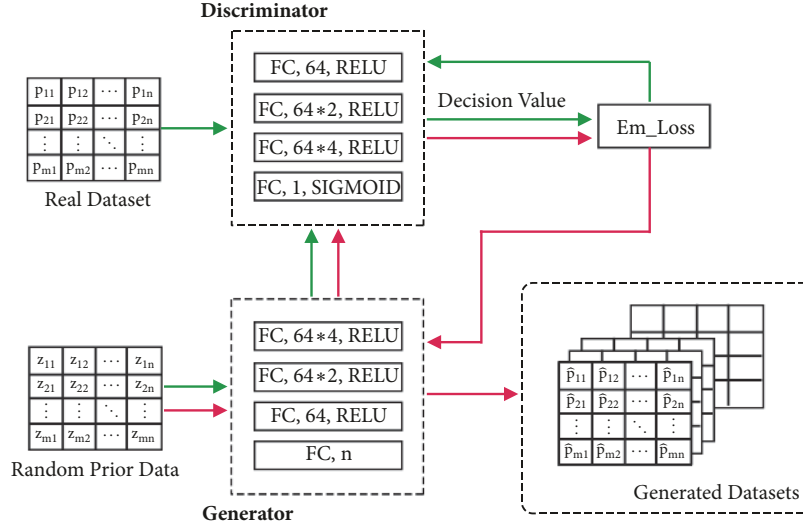 Discriminator
FC, 64, RELU
FC, 64*2, RELU
FC, 64*4, RELU
FC, 1, SIGMOID
p11 p12 ⋯ p1n
p21 p22 ⋯ p2n
⋮ ⋮ ⋱ ⋮
pm1 pm2 ⋯ pmn
Real Dataset
Decision Value
Em_Loss
FC, 64*4, RELU
FC, 64*2, RELU
FC, 64, RELU
FC, n
Generator
z11 z12 ⋯ z1n
z21 z22 ⋯ z2n
⋮ ⋮ ⋱ ⋮
zm1 zm2 ⋯ zmn
Random Prior Data
p̂11 p̂12 ⋯ p̂1n
p̂21 p̂22 ⋯ p̂2n
⋮ ⋮ ⋱ ⋮
p̂m1 p̂m2 ⋯ p̂mn
Generated Datasets